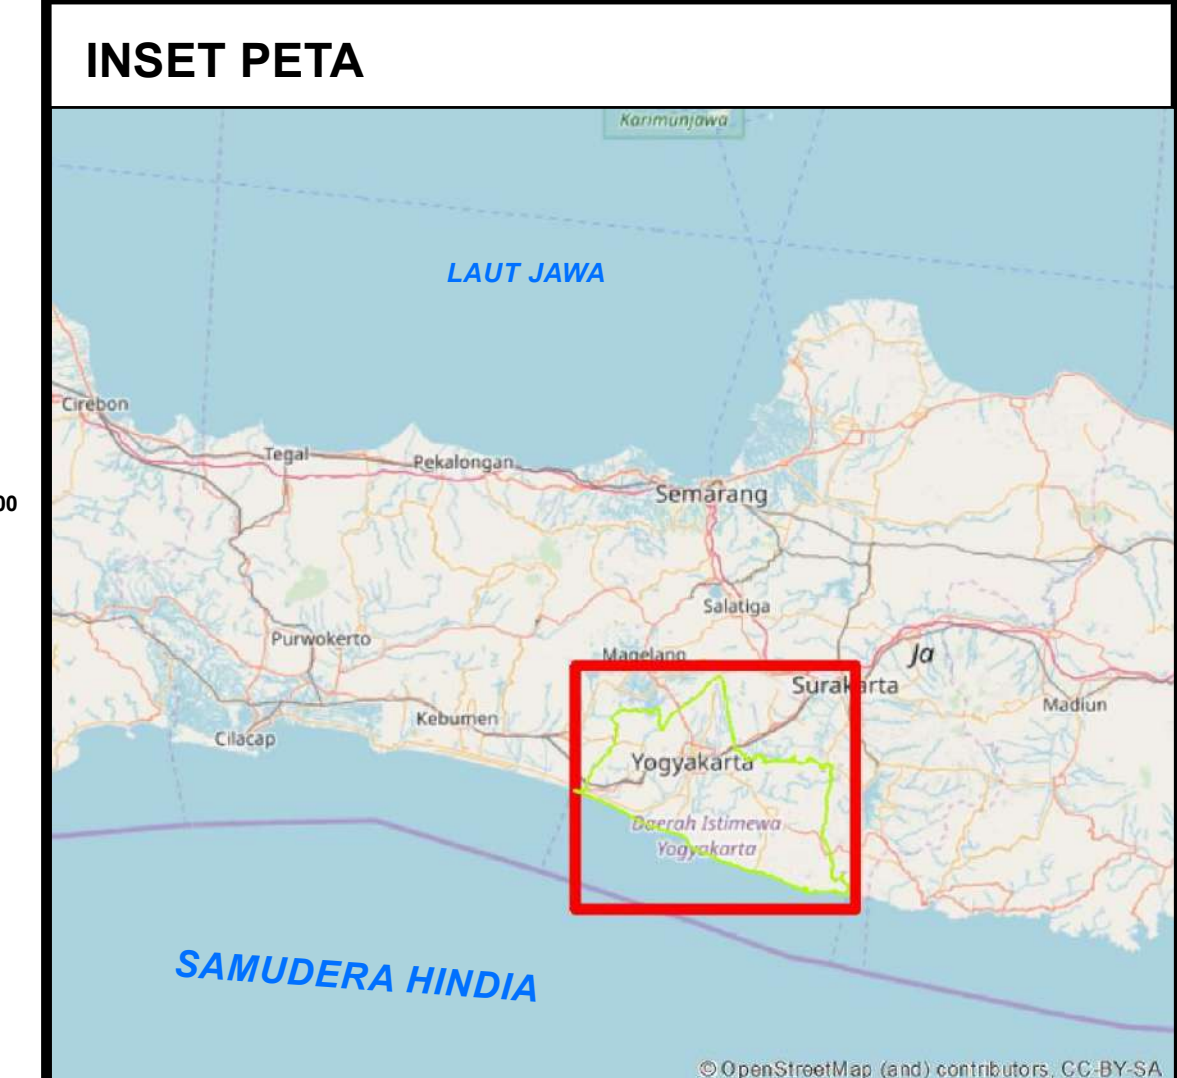 INSET PETA
Karimunjawa
LAUT JAWA
Cirebon
Tegal
Pekalongan
Semarang
00
Salatiga
Purwokerto
Magelang
Ja
Surakarta
Madiun
Kebumen
Cilacap
Yogyakarta
Daerah Istimewa
Yogyakarta
SAMUDERA HINDIA
© OpenStreetMap (and) contributors, CC-BY-SA